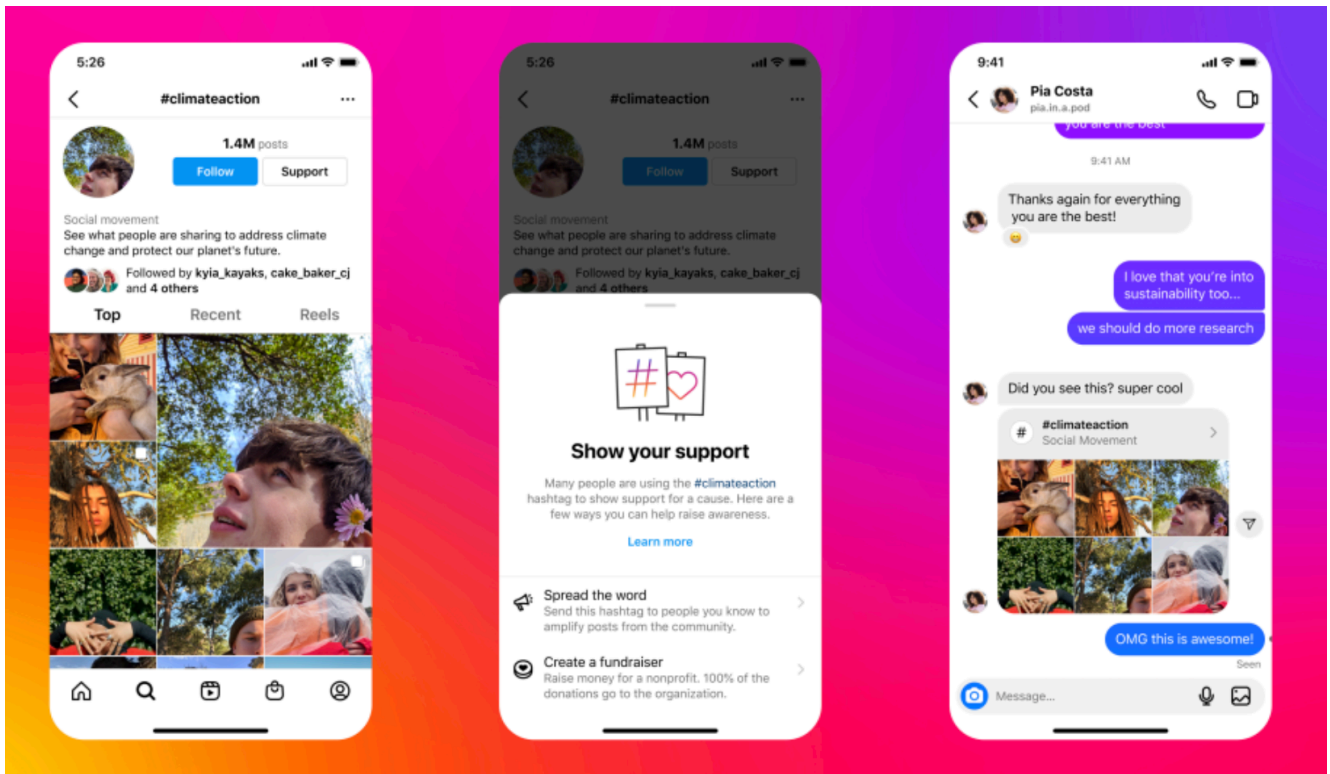 5:26
#climateaction
1.4M posts
Follow
Support
Social movement
See what people are sharing to address climate
change and protect our planet's future.
Followed by kyia_kayaks, cake_baker_cj
and 4 others
Top
Recent
Reels
5:26
#climateaction
1.4M posts
Follow
Support
Social movement
See what people are sharing to address climate
change and protect our planet's future.
Followed by kyia_kayaks, cake_baker_cj
and 4 others
#
Show your support
Many people are using the #climateaction
hashtag to show support for a cause. Here are a
few ways you can help raise awareness.
Learn more
Spread the word
Send this hashtag to people you know to
amplify posts from the community.
Create a fundraiser
Raise money for a nonprofit. 100% of the
donations go to the organization.
9:41
Pia Costa
pia.in.a.pod
you are the best
9:41 AM
Thanks again for everything
you are the best!
I love that you're into
sustainability too...
we should do more research
Did you see this? super cool
#
#climateaction
Social Movement
OMG this is awesome!
Seen
Message...